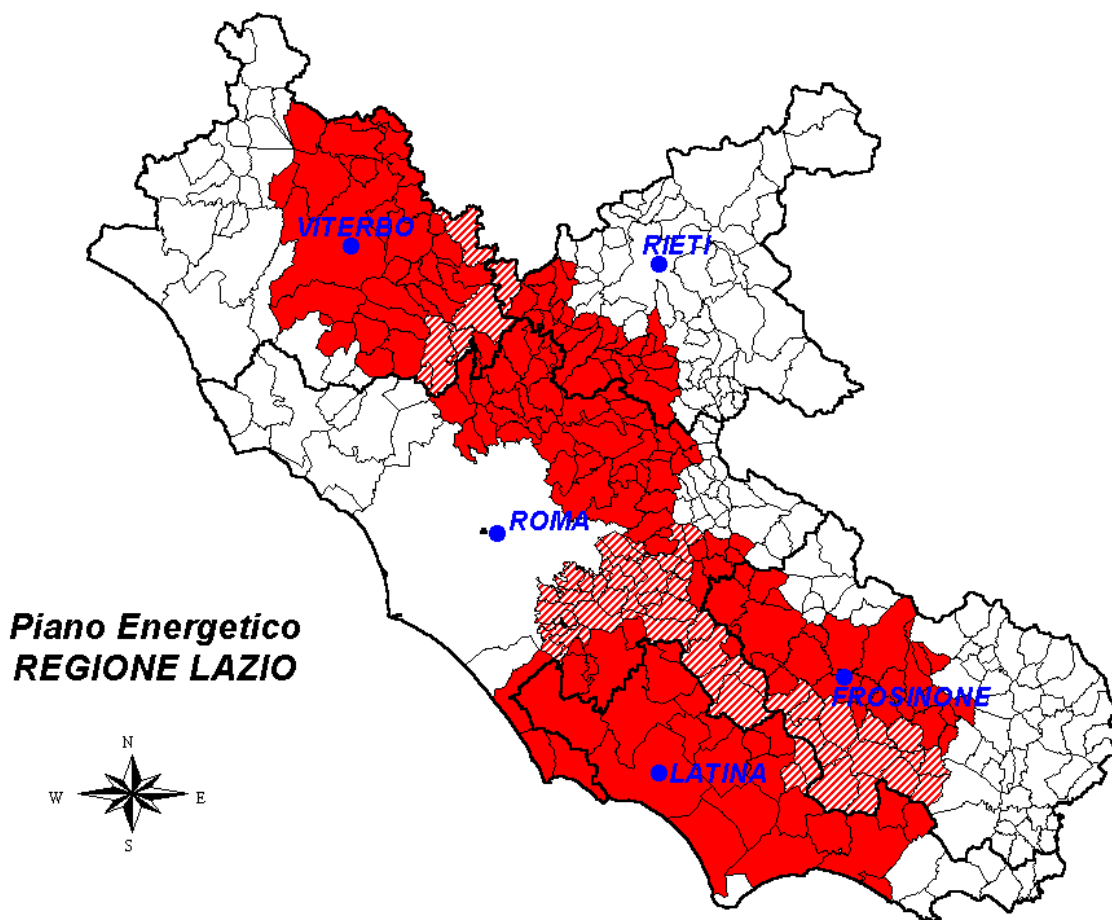 VITERBO
RIETI
ROMA
Piano Energetico
REGIONE LAZIO
FROSINONE
LATINA
N
W
E
S